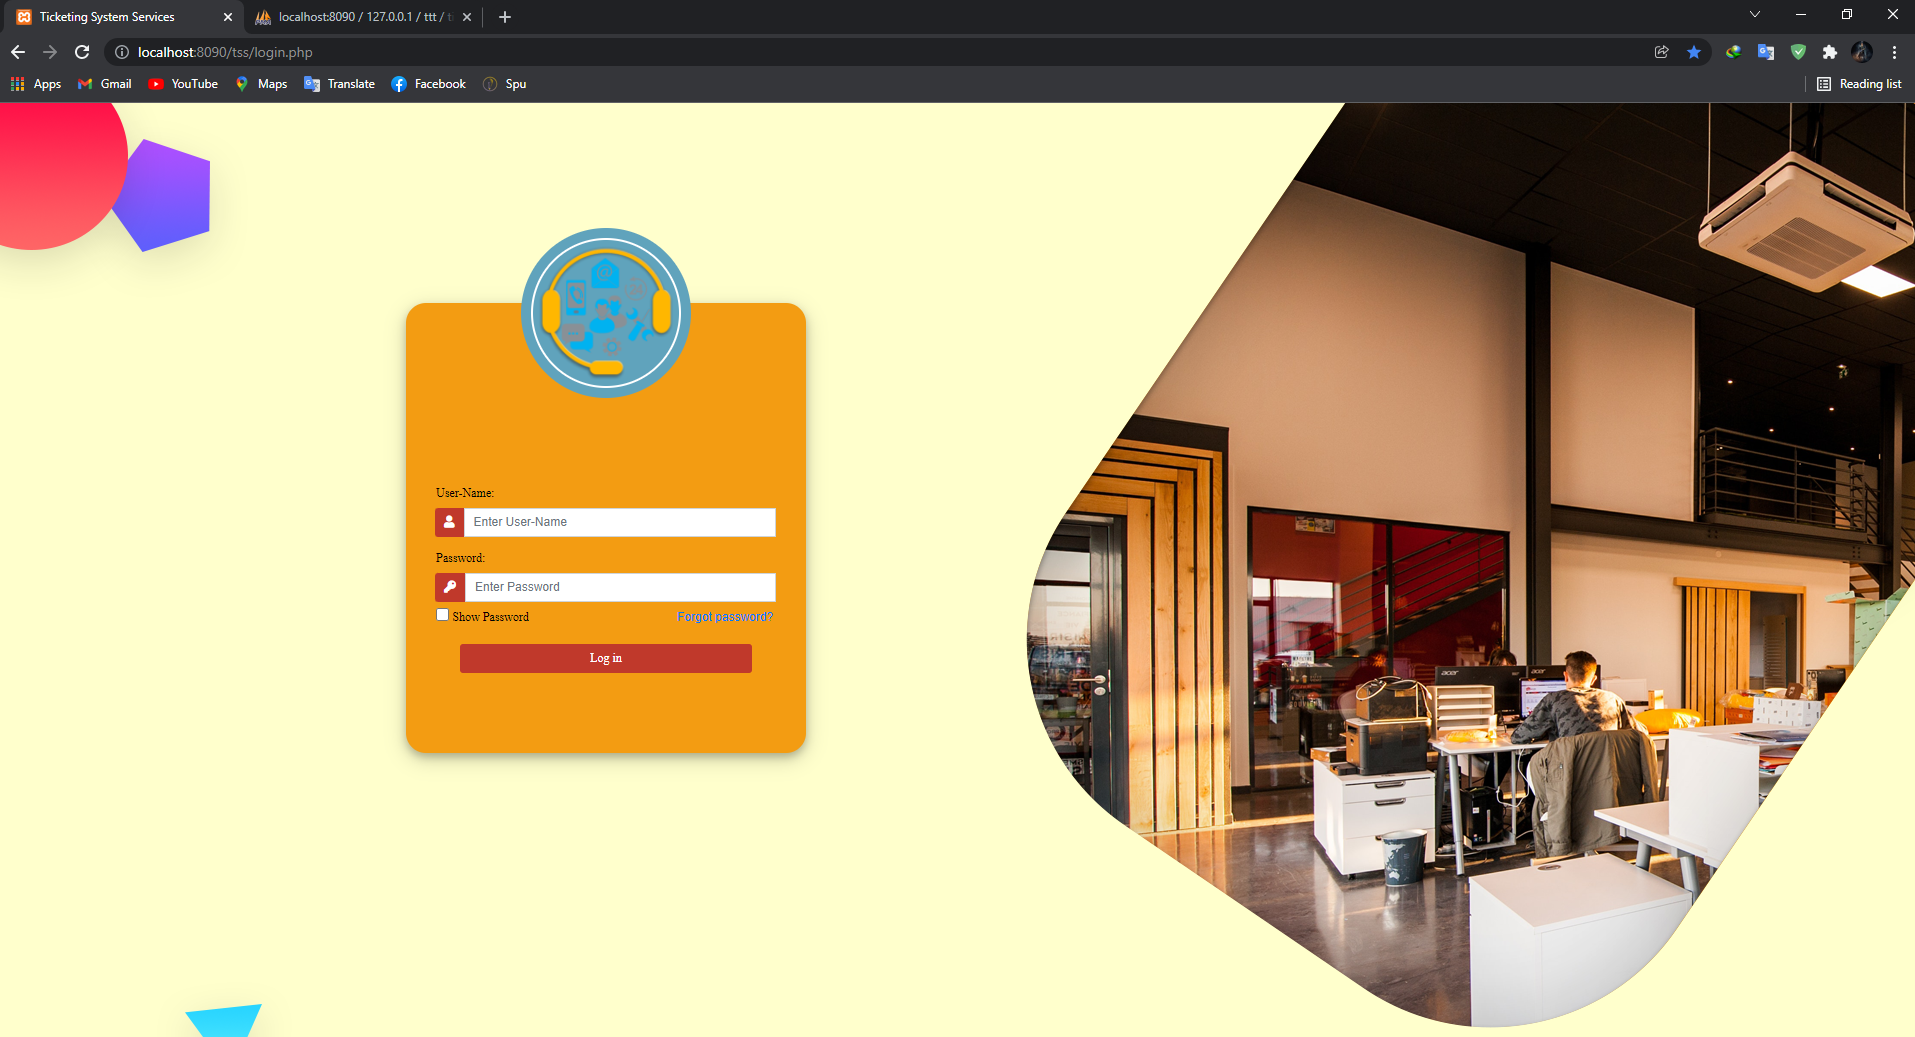 Ticketing System Services
localhost:8090 / 127.0.0.1 / ttt /
localhost:8090/tss/login.php
Apps
Gmail
YouTube
Maps
Translate
Facebook
Spu
Reading list
User-Name:
Enter User-Name
Password:
Enter Password
Show Password
Forgot password?
Log in
acer
acer